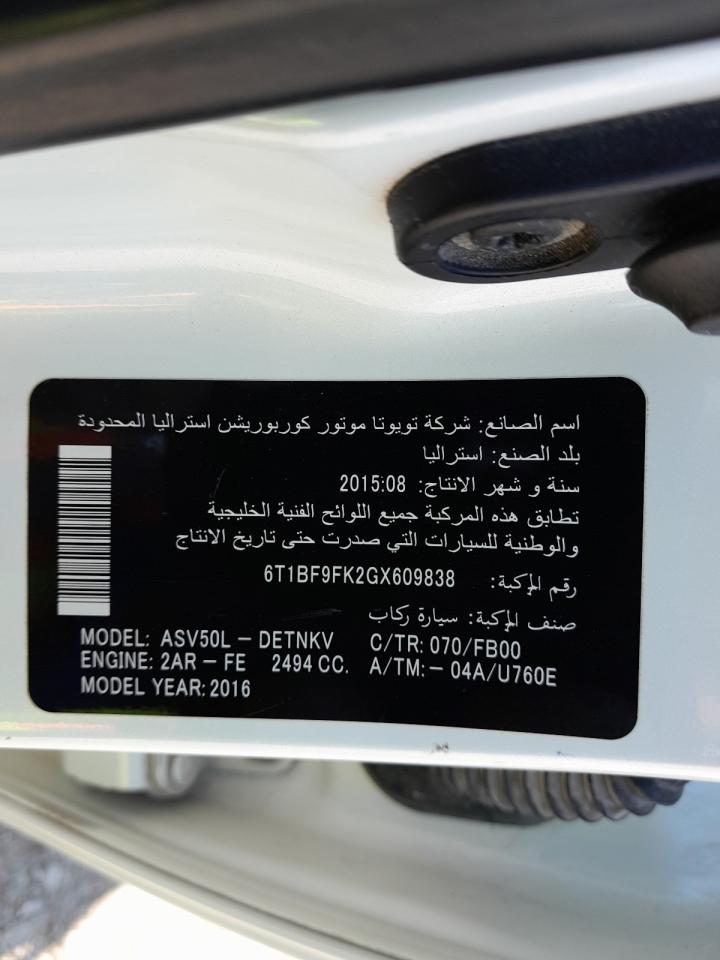 اسم الصانع: شركة تويوتا موتور كوربوريشن استراليا المحدودة
بلد الصنع: استراليا
سنة و شهر الانتاج: 2015:08
تطابق هذه المركبة جميع اللوائح الفنية الخليجية
والوطنية للسيارات التي صدرت حتى تاريخ الانتاج
رقم المركبة: 6T1BF9FK2GX609838
صنف المركبة: سيارة ركاب
MODEL: ASV50L - DETNKV C/TR: 070/FB00
ENGINE: 2AR - FE 2494 CC. A/TM: - 04A/U760E
MODEL YEAR: 2016